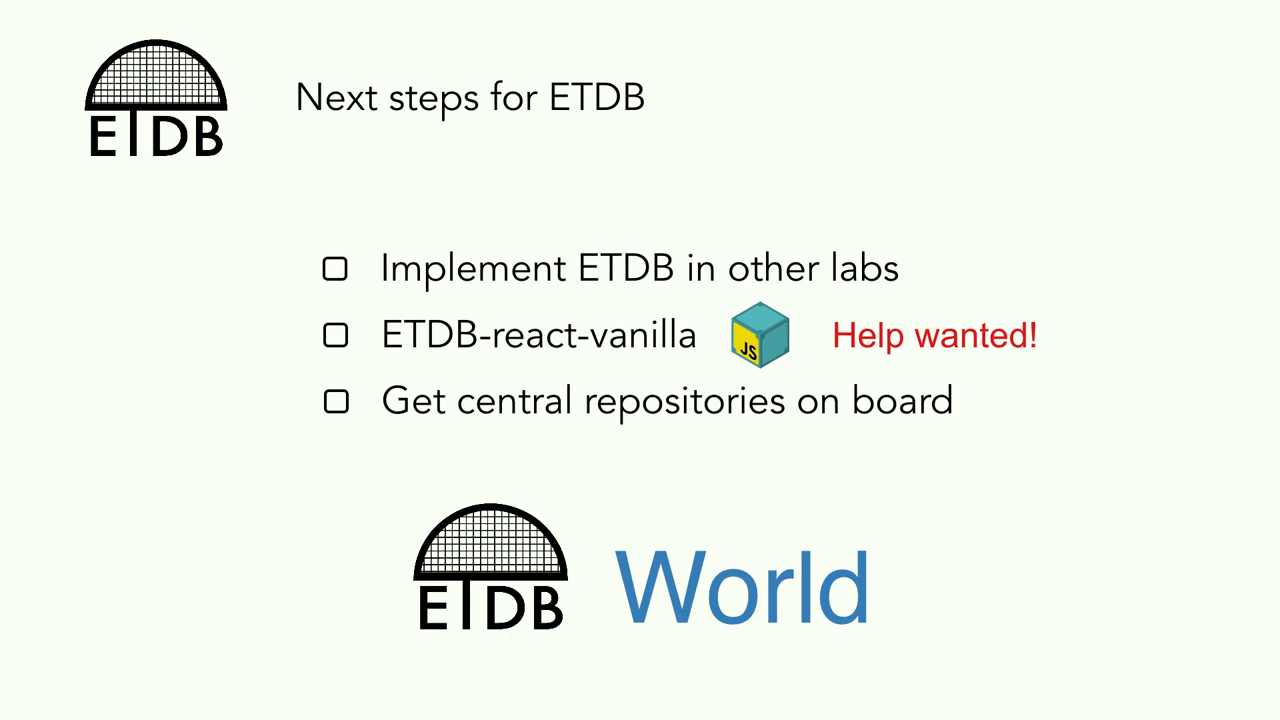 ETDB
Next steps for ETDB
Implement ETDB in other labs
ETDB-react-vanilla JS Help wanted!
Get central repositories on board
ETDB World